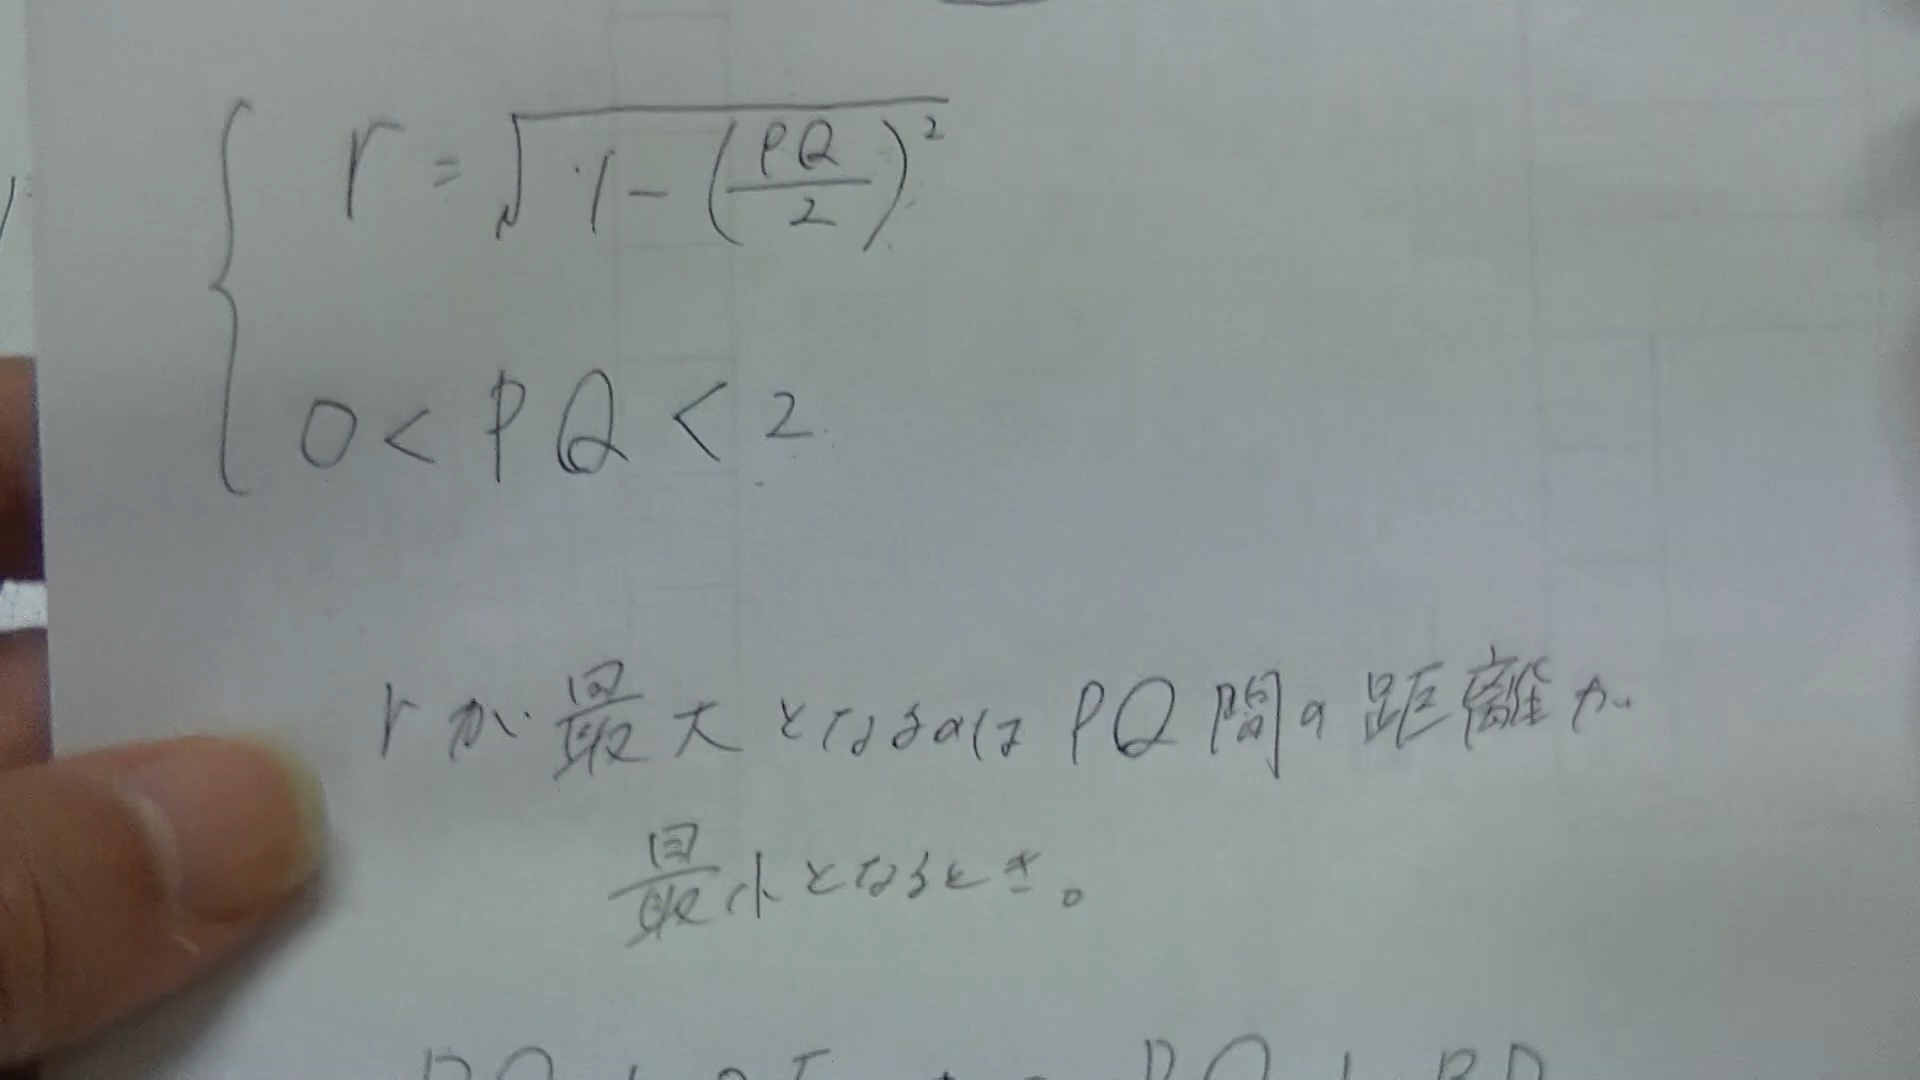 r = √(1 - (PQ/2)²)
0 < PQ < 2
rが最大となるのはPQ間の距離が
最小となるとき。